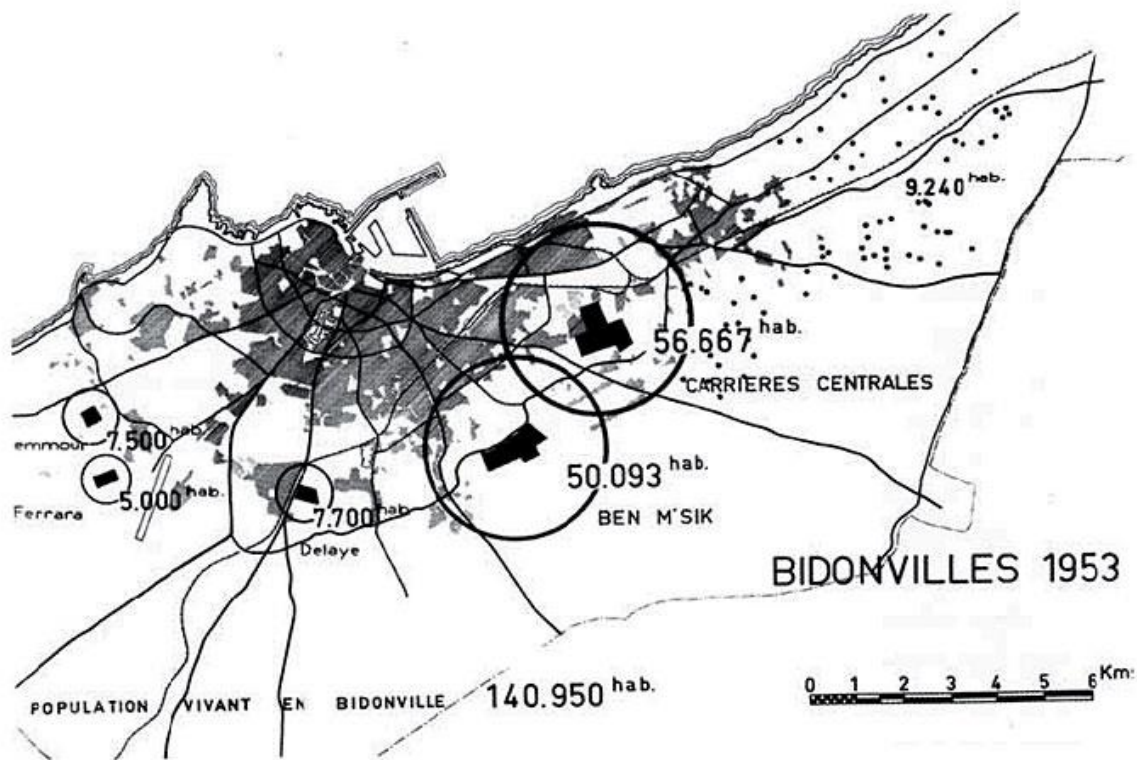 9.240 hab.
56.667 hab.
CARRIERES CENTRALES
emmour 7.500 hab.
5.000 hab.
Ferrara
50.093 hab.
BEN M'SIK
7.700 hab
Delaye
BIDONVILLES 1953
POPULATION VIVANT EN BIDONVILLE 140.950 hab.
0 1 2 3 4 5 6 Km: